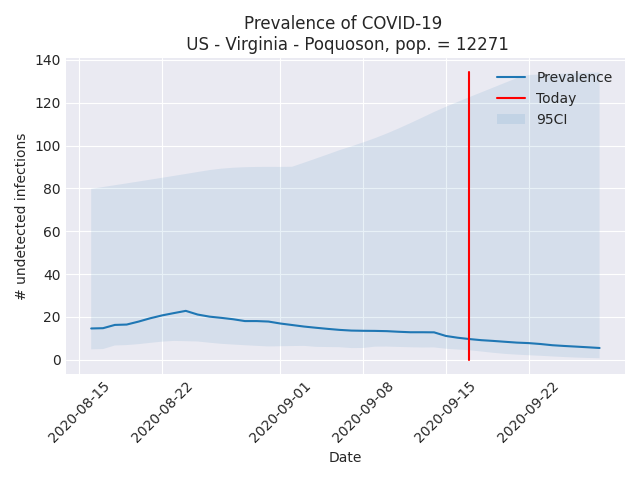 Prevalence of COVID-19
US - Virginia - Poquoson, pop. = 12271
# undetected infections
140
120
100
80
60
40
20
0
Prevalence
Today
95CI
2020-08-15
2020-08-22
2020-09-01
2020-09-08
2020-09-15
2020-09-22
Date